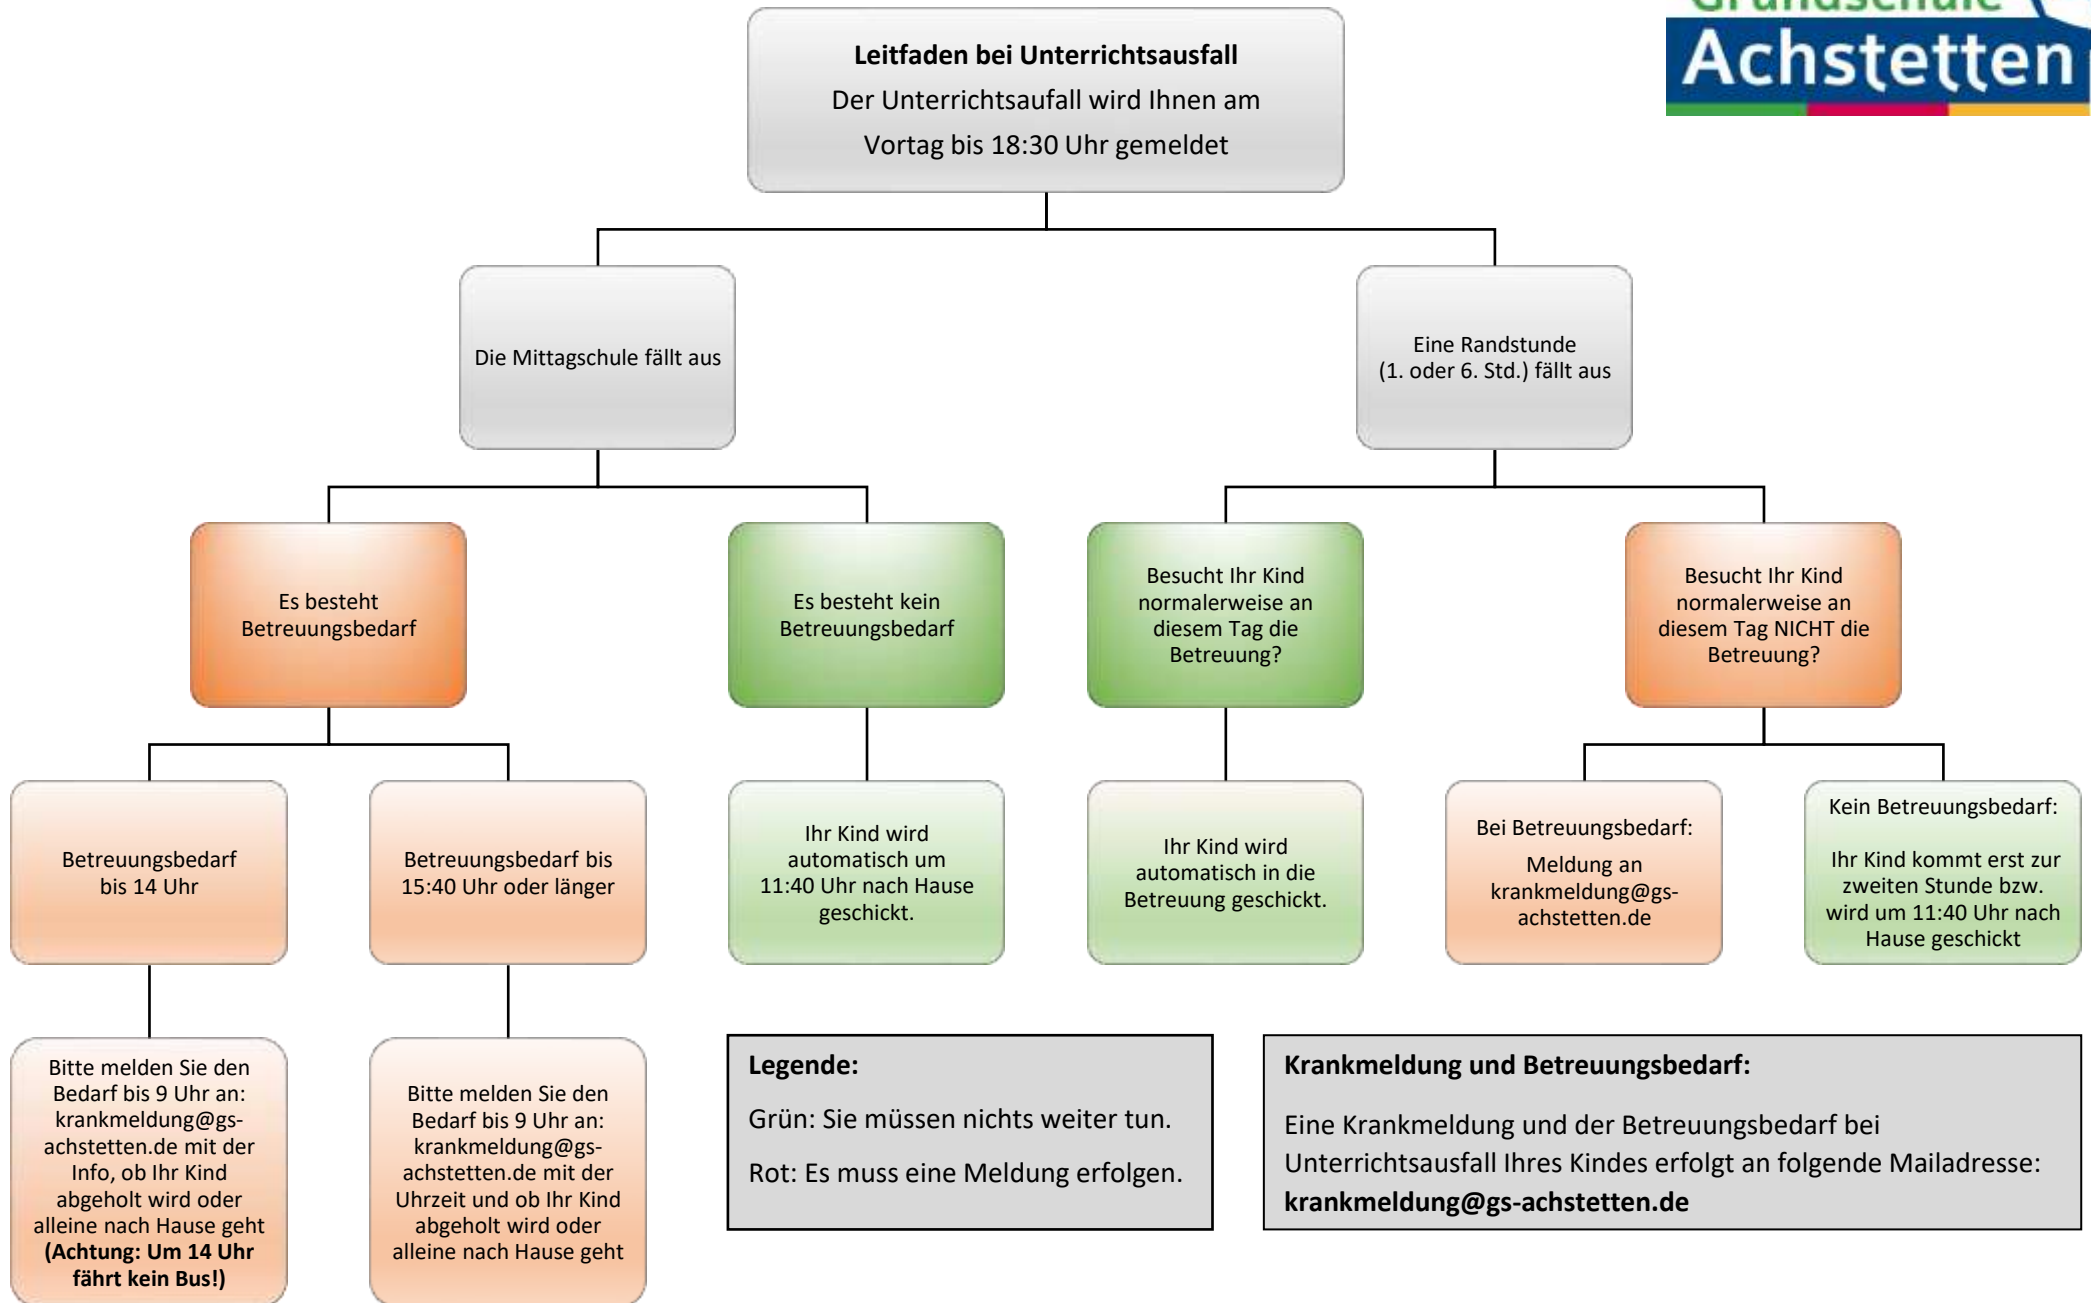 Grundschule
Achstetten
Leitfaden bei Unterrichtsausfall
Der Unterrichtsaufall wird Ihnen am
Vortag bis 18:30 Uhr gemeldet
Die Mittagschule fällt aus
Eine Randstunde
(1. oder 6. Std.) fällt aus
Es besteht
Betreuungsbedarf
Es besteht kein
Betreuungsbedarf
Besucht Ihr Kind
normalerweise an
diesem Tag die
Betreuung?
Besucht Ihr Kind
normalerweise an
diesem Tag NICHT die
Betreuung?
Betreuungsbedarf
bis 14 Uhr
Betreuungsbedarf bis
15:40 Uhr oder länger
Ihr Kind wird
automatisch um
11:40 Uhr nach Hause
geschickt.
Ihr Kind wird
automatisch in die
Betreuung geschickt.
Bei Betreuungsbedarf:
Meldung an
krankmeldung@gs-
achstetten.de
Kein Betreuungsbedarf:
Ihr Kind kommt erst zur
zweiten Stunde bzw.
wird um 11:40 Uhr nach
Hause geschickt
Bitte melden Sie den
Bedarf bis 9 Uhr an:
krankmeldung@gs-
achstetten.de mit der
Info, ob Ihr Kind
abgeholt wird oder
alleine nach Hause geht
(Achtung: Um 14 Uhr
fährt kein Bus!)
Bitte melden Sie den
Bedarf bis 9 Uhr an:
krankmeldung@gs-
achstetten.de mit der
Uhrzeit und ob Ihr Kind
abgeholt wird oder
alleine nach Hause geht
Legende:
Grün: Sie müssen nichts weiter tun.
Rot: Es muss eine Meldung erfolgen.
Krankmeldung und Betreuungsbedarf:
Eine Krankmeldung und der Betreuungsbedarf bei
Unterrichtsausfall Ihres Kindes erfolgt an folgende Mailadresse:
krankmeldung@gs-achstetten.de